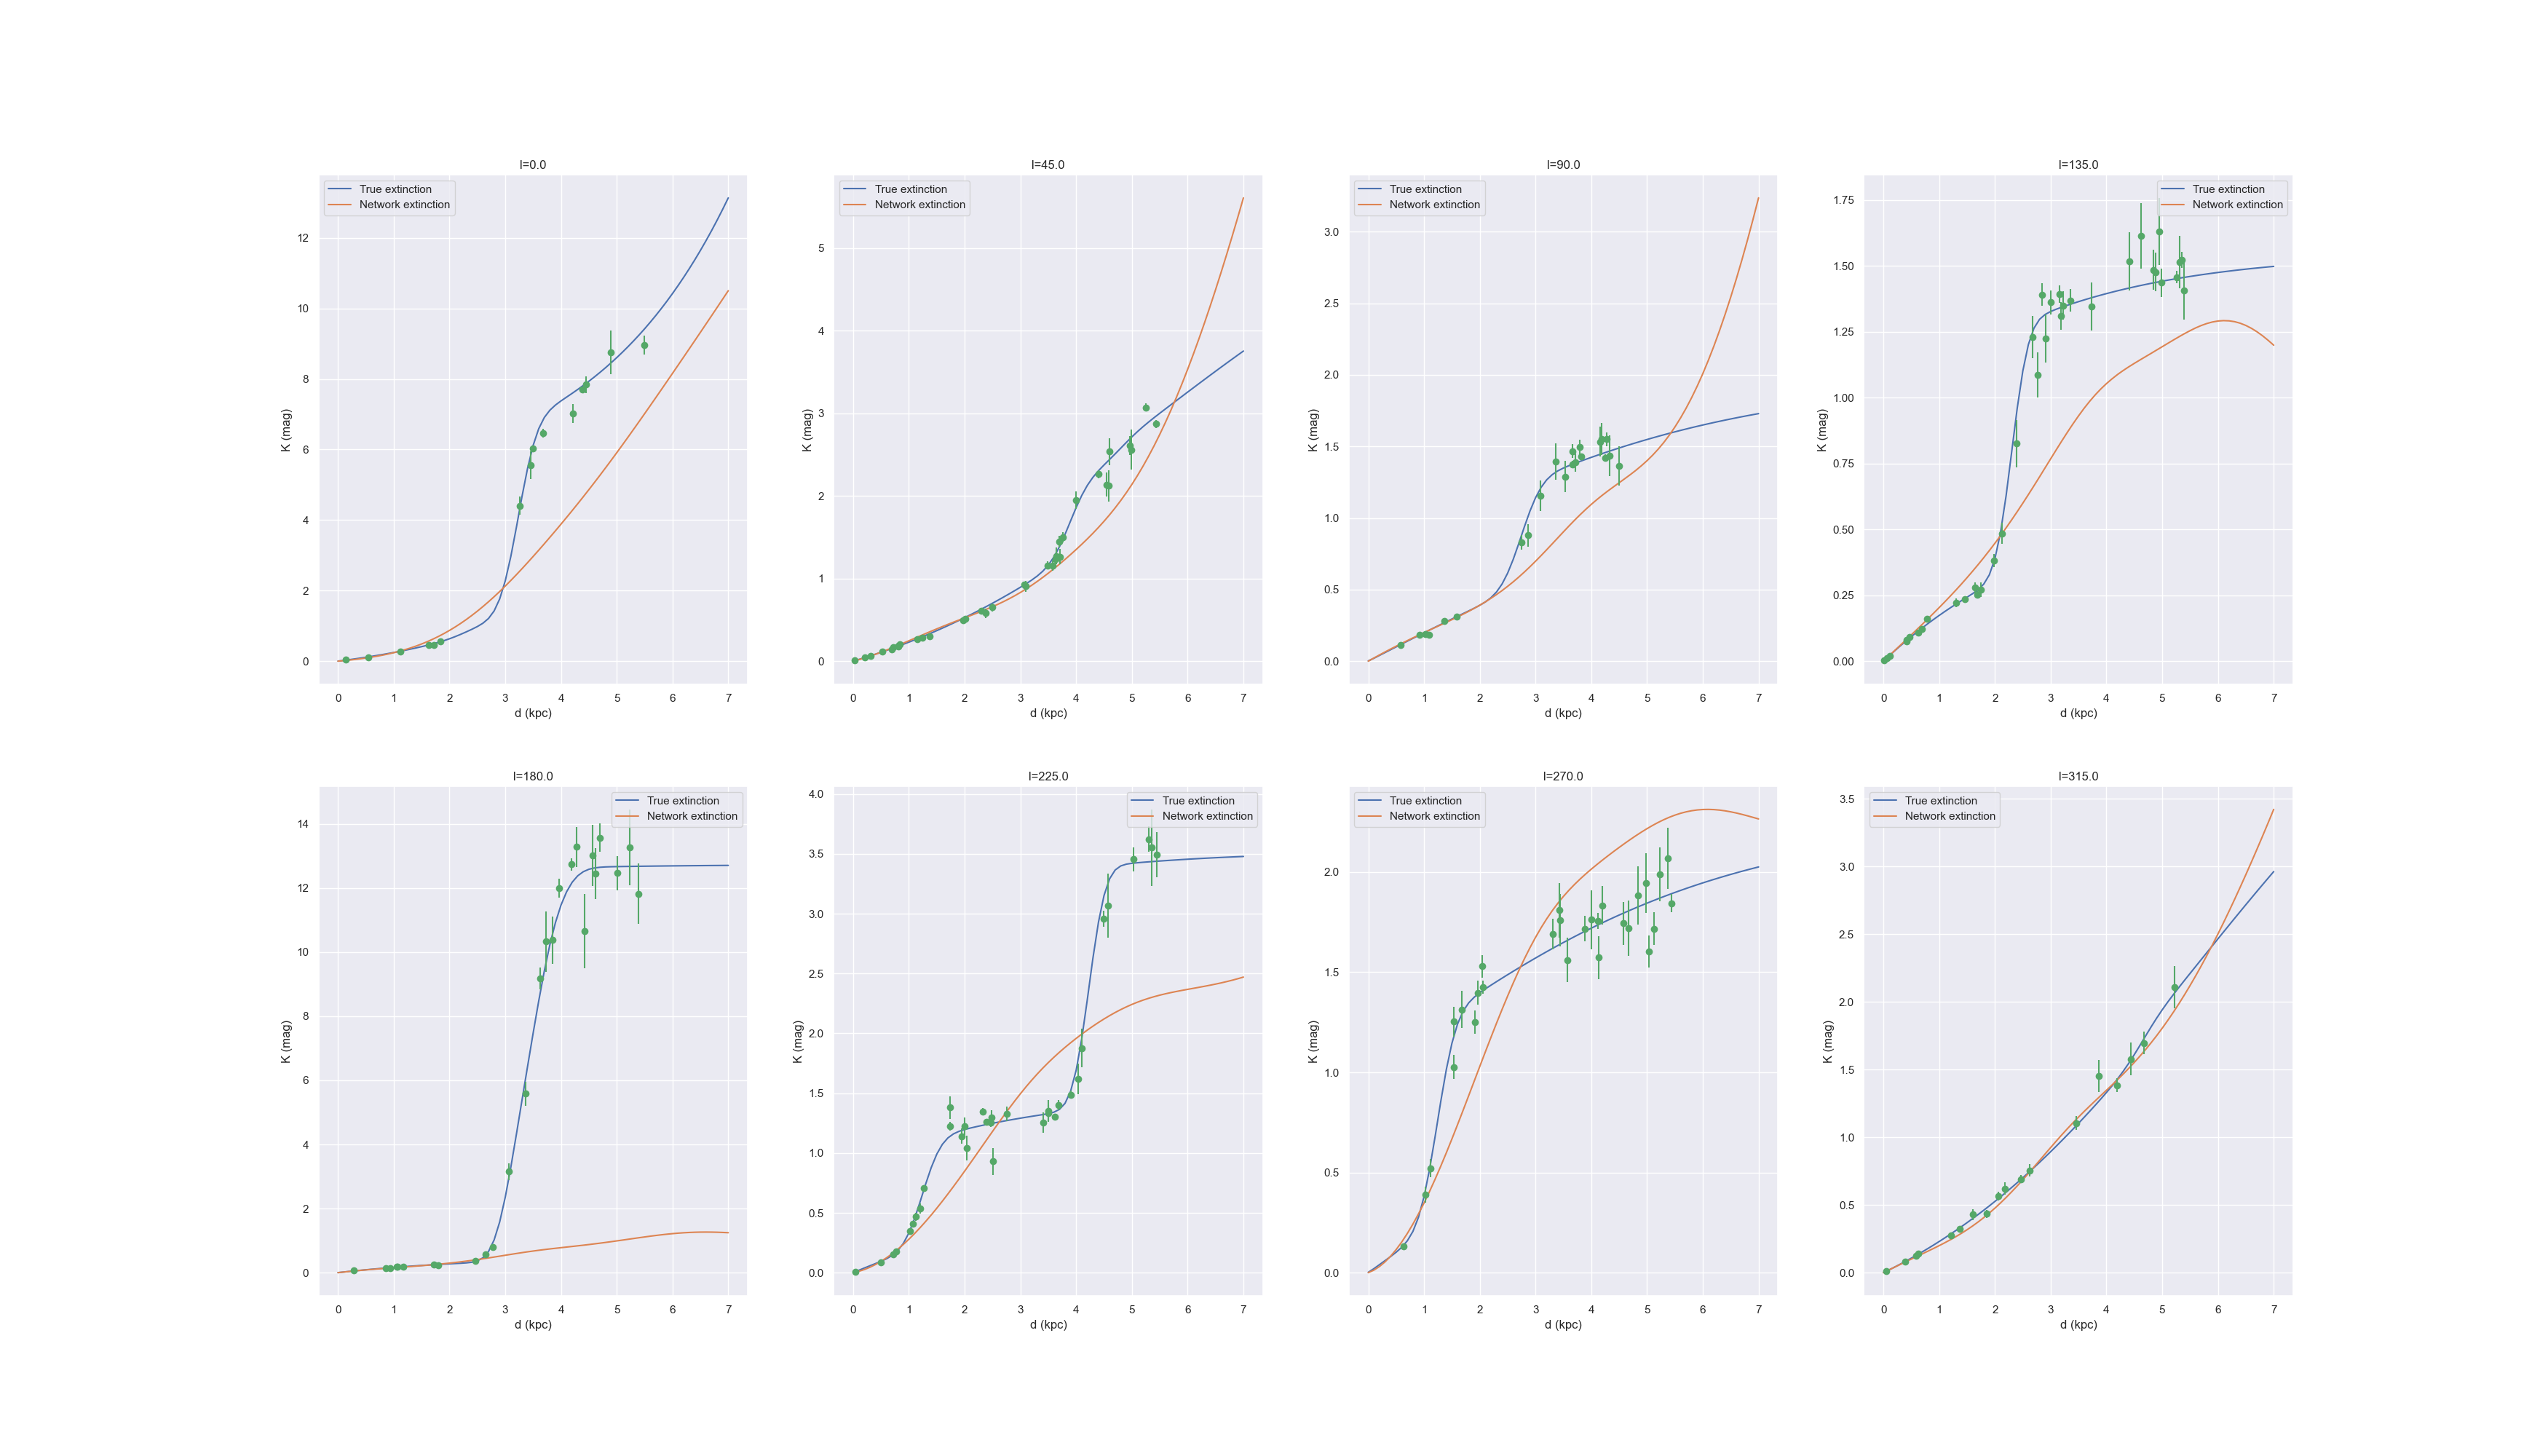 l=0.0
True extinction
Network extinction
K (mag)
12
10
8
6
4
2
0
0 1 2 3 4 5 6 7
d (kpc)
l=45.0
True extinction
Network extinction
K (mag)
5
4
3
2
1
0
0 1 2 3 4 5 6 7
d (kpc)
l=90.0
True extinction
Network extinction
K (mag)
3.0
2.5
2.0
1.5
1.0
0.5
0.0
0 1 2 3 4 5 6 7
d (kpc)
l=135.0
True extinction
Network extinction
K (mag)
1.75
1.50
1.25
1.00
0.75
0.50
0.25
0.00
0 1 2 3 4 5 6 7
d (kpc)
l=180.0
True extinction
Network extinction
K (mag)
14
12
10
8
6
4
2
0
0 1 2 3 4 5 6 7
d (kpc)
l=225.0
True extinction
Network extinction
K (mag)
4.0
3.5
3.0
2.5
2.0
1.5
1.0
0.5
0.0
0 1 2 3 4 5 6 7
d (kpc)
l=270.0
True extinction
Network extinction
K (mag)
2.0
1.5
1.0
0.5
0.0
0 1 2 3 4 5 6 7
d (kpc)
l=315.0
True extinction
Network extinction
K (mag)
3.5
3.0
2.5
2.0
1.5
1.0
0.5
0.0
0 1 2 3 4 5 6 7
d (kpc)